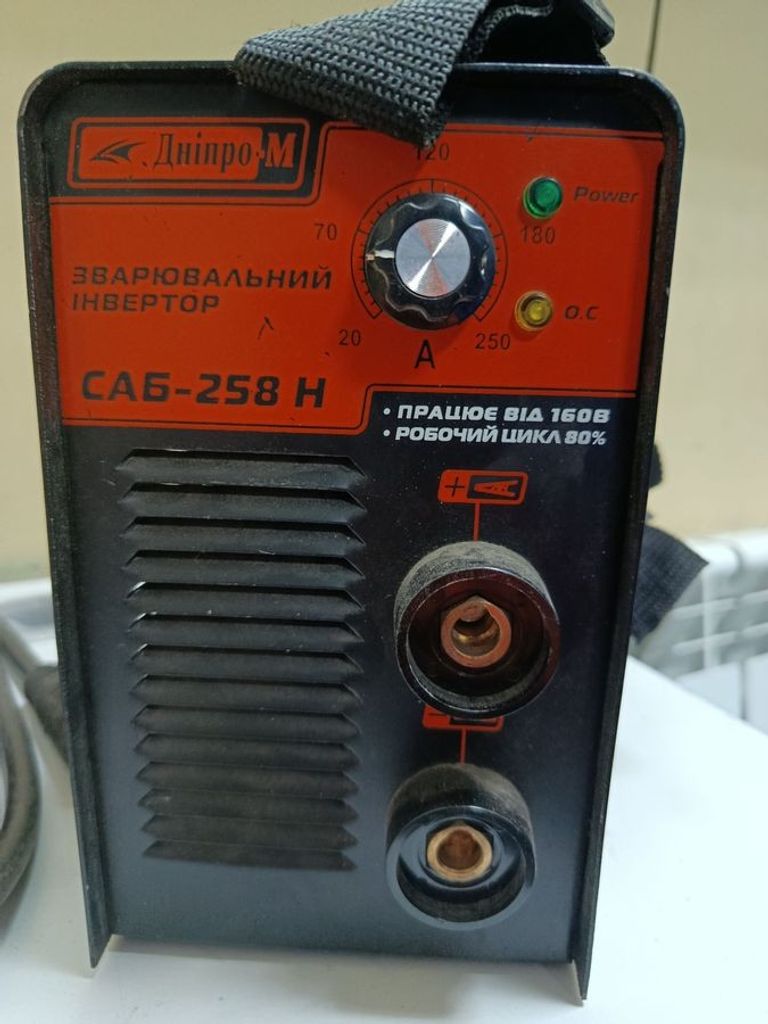 Дніпро-М
120
Power
70
180
ЗВАРЮВАЛЬНИЙ
ІНВЕРТОР
O.C
20
250
A
САБ-258 Н
• ПРАЦЮЄ ВІД 160В
• РОБОЧИЙ ЦИКЛ 80%
+